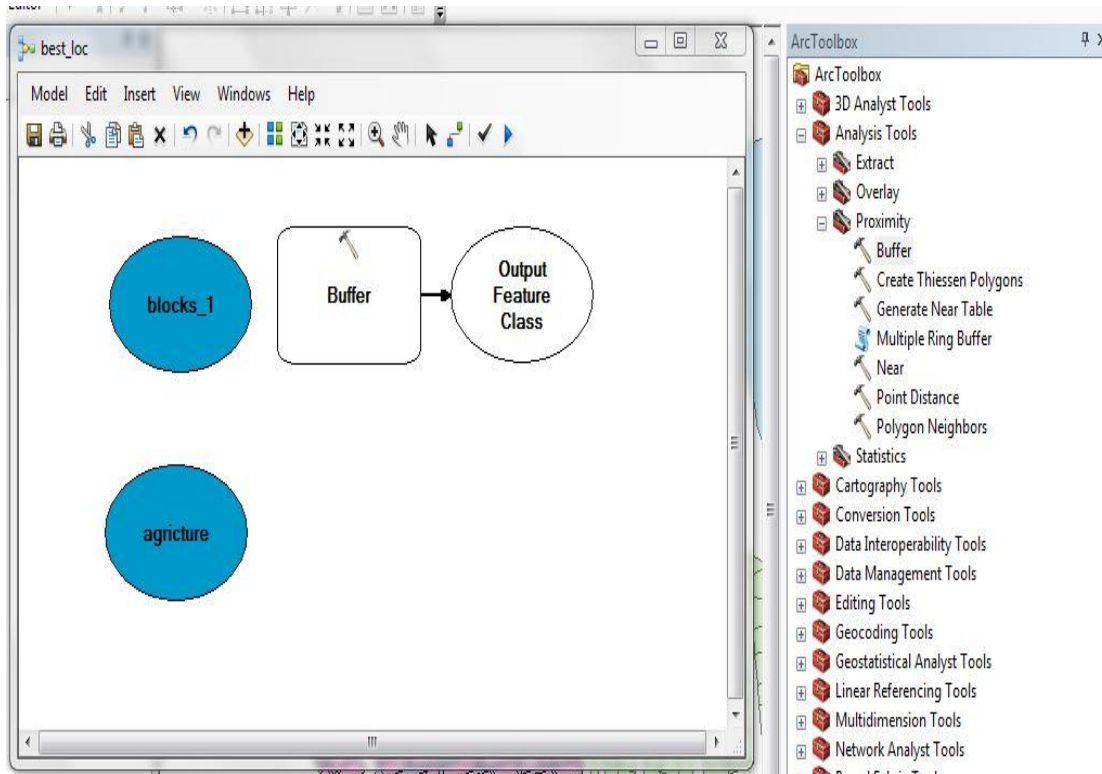 best_loc
Model Edit Insert View Windows Help
blocks_1
Buffer
Output
Feature
Class
agricture
ArcToolbox
ArcToolbox
3D Analyst Tools
Analysis Tools
Extract
Overlay
Proximity
Buffer
Create Thiessen Polygons
Generate Near Table
Multiple Ring Buffer
Near
Point Distance
Polygon Neighbors
Statistics
Cartography Tools
Conversion Tools
Data Interoperability Tools
Data Management Tools
Editing Tools
Geocoding Tools
Geostatistical Analyst Tools
Linear Referencing Tools
Multidimension Tools
Network Analyst Tools